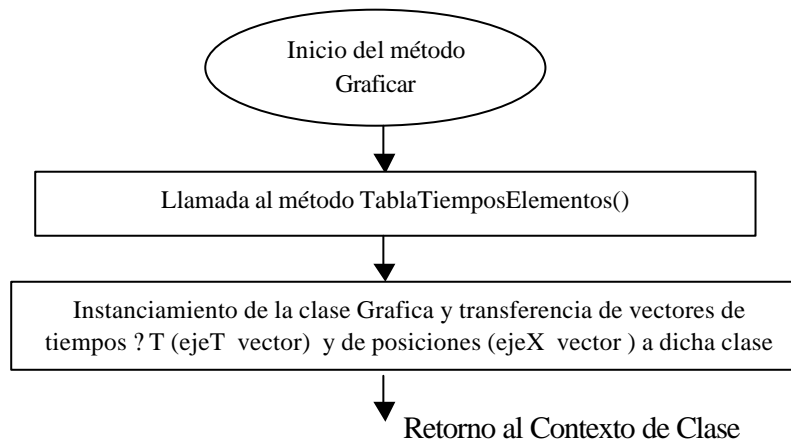 Inicio del método
Graficar
Llamada al método TablaTiemposElementos()
Instanciamiento de la clase Grafica y transferencia de vectores de
tiempos ? T (ejeT vector) y de posiciones (ejeX vector ) a dicha clase
Retorno al Contexto de Clase